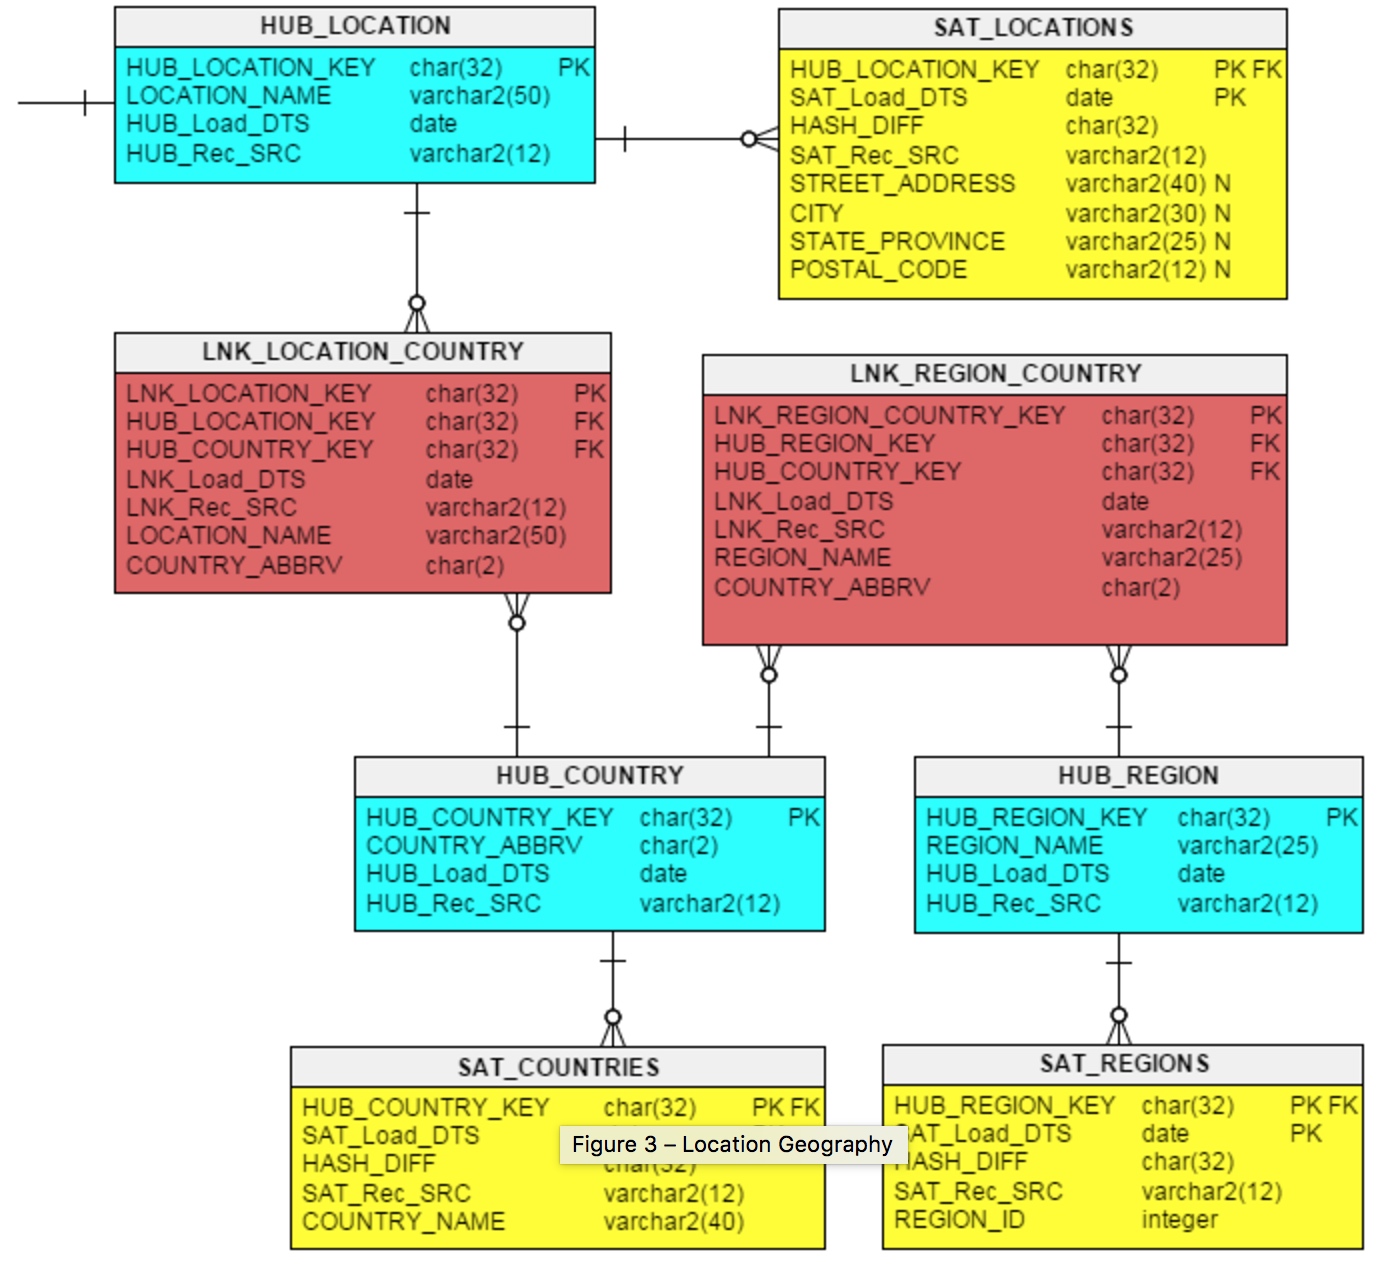 HUB_LOCATION
HUB_LOCATION_KEY char(32) PK
LOCATION_NAME varchar2(50)
HUB_Load_DTS date
HUB_Rec_SRC varchar2(12)
SAT_LOCATIONS
HUB_LOCATION_KEY char(32) PK FK
SAT_Load_DTS date PK
HASH_DIFF char(32)
SAT_Rec_SRC varchar2(12)
STREET_ADDRESS varchar2(40) N
CITY varchar2(30) N
STATE_PROVINCE varchar2(25) N
POSTAL_CODE varchar2(12) N
LNK_LOCATION_COUNTRY
LNK_LOCATION_KEY char(32) PK
HUB_LOCATION_KEY char(32) FK
HUB_COUNTRY_KEY char(32) FK
LNK_Load_DTS date
LNK_Rec_SRC varchar2(12)
LOCATION_NAME varchar2(50)
COUNTRY_ABBRV char(2)
LNK_REGION_COUNTRY
LNK_REGION_COUNTRY_KEY char(32) PK
HUB_REGION_KEY char(32) FK
HUB_COUNTRY_KEY char(32) FK
LNK_Load_DTS date
LNK_Rec_SRC varchar2(12)
REGION_NAME varchar2(25)
COUNTRY_ABBRV char(2)
HUB_COUNTRY
HUB_COUNTRY_KEY char(32) PK
COUNTRY_ABBRV char(2)
HUB_Load_DTS date
HUB_Rec_SRC varchar2(12)
HUB_REGION
HUB_REGION_KEY char(32) PK
REGION_NAME varchar2(25)
HUB_Load_DTS date
HUB_Rec_SRC varchar2(12)
SAT_COUNTRIES
HUB_COUNTRY_KEY char(32) PK FK
SAT_Load_DTS
HASH_DIFF char(32)
SAT_Rec_SRC varchar2(12)
COUNTRY_NAME varchar2(40)
Figure 3 – Location Geography
SAT_REGIONS
HUB_REGION_KEY char(32) PK FK
SAT_Load_DTS date PK
HASH_DIFF char(32)
SAT_Rec_SRC varchar2(12)
REGION_ID integer